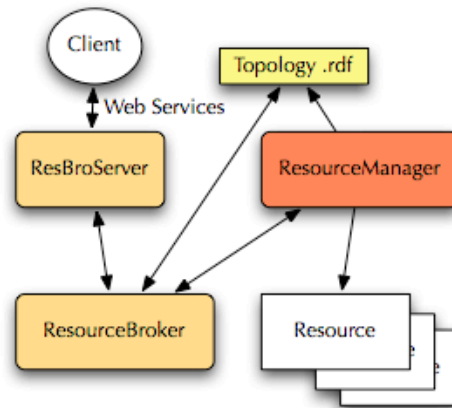 Client
Topology .rdf
Web Services
ResBroServer
ResourceManager
ResourceBroker
Resource
e
e